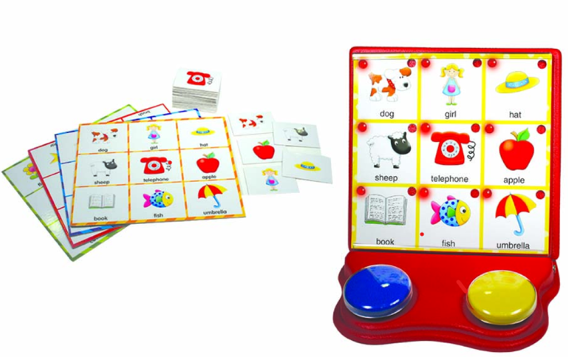 dog girl hat
sheep telephone apple
book fish umbrella
dog girl hat
sheep telephone apple
book fish umbrella